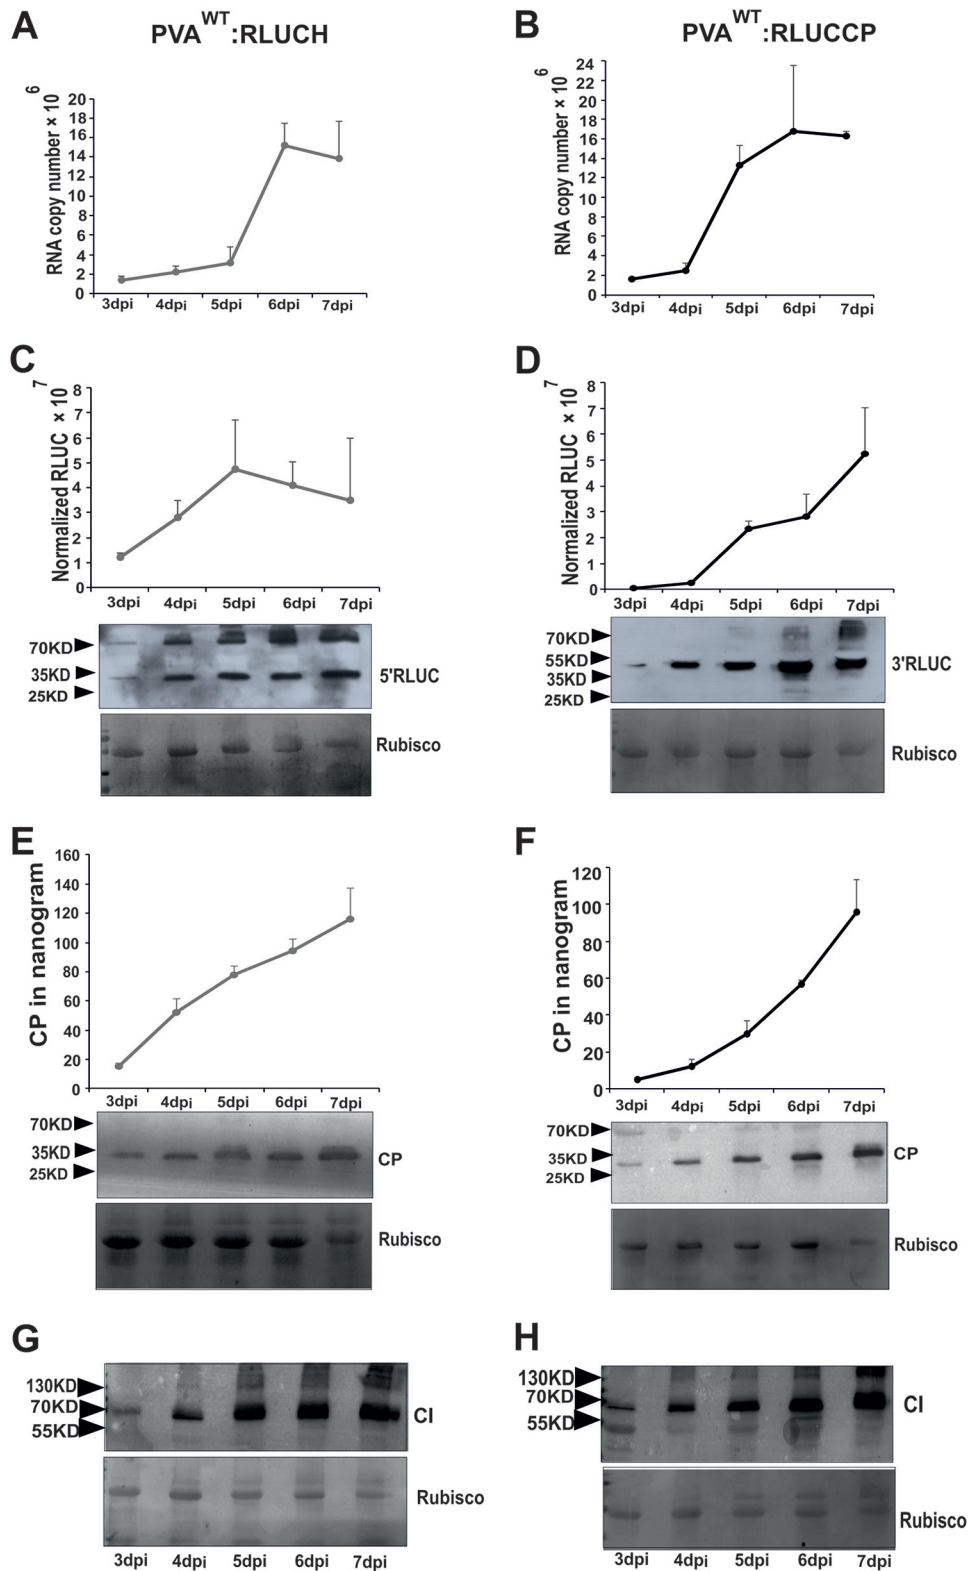 A
PVA^WT:RLUCH
RNA copy number × 10^6
20
18
16
14
12
10
8
6
4
2
0
3dpi 4dpi 5dpi 6dpi 7dpi
B
PVA^WT:RLUCCP
RNA copy number × 10^6
24
22
20
18
16
14
12
10
8
6
4
2
0
3dpi 4dpi 5dpi 6dpi 7dpi
C
Normalized RLUC × 10^7
8
7
6
5
4
3
2
1
0
3dpi 4dpi 5dpi 6dpi 7dpi
70KD
35KD
25KD
5'RLUC
Rubisco
D
Normalized RLUC × 10^7
8
7
6
5
4
3
2
1
0
3dpi 4dpi 5dpi 6dpi 7dpi
70KD
55KD
35KD
25KD
3'RLUC
Rubisco
E
CP in nanogram
160
140
120
100
80
60
40
20
0
3dpi 4dpi 5dpi 6dpi 7dpi
70KD
35KD
25KD
CP
Rubisco
F
CP in nanogram
120
100
80
60
40
20
0
3dpi 4dpi 5dpi 6dpi 7dpi
70KD
35KD
25KD
CP
Rubisco
G
130KD
70KD
55KD
CI
Rubisco
3dpi 4dpi 5dpi 6dpi 7dpi
H
130KD
70KD
55KD
CI
Rubisco
3dpi 4dpi 5dpi 6dpi 7dpi